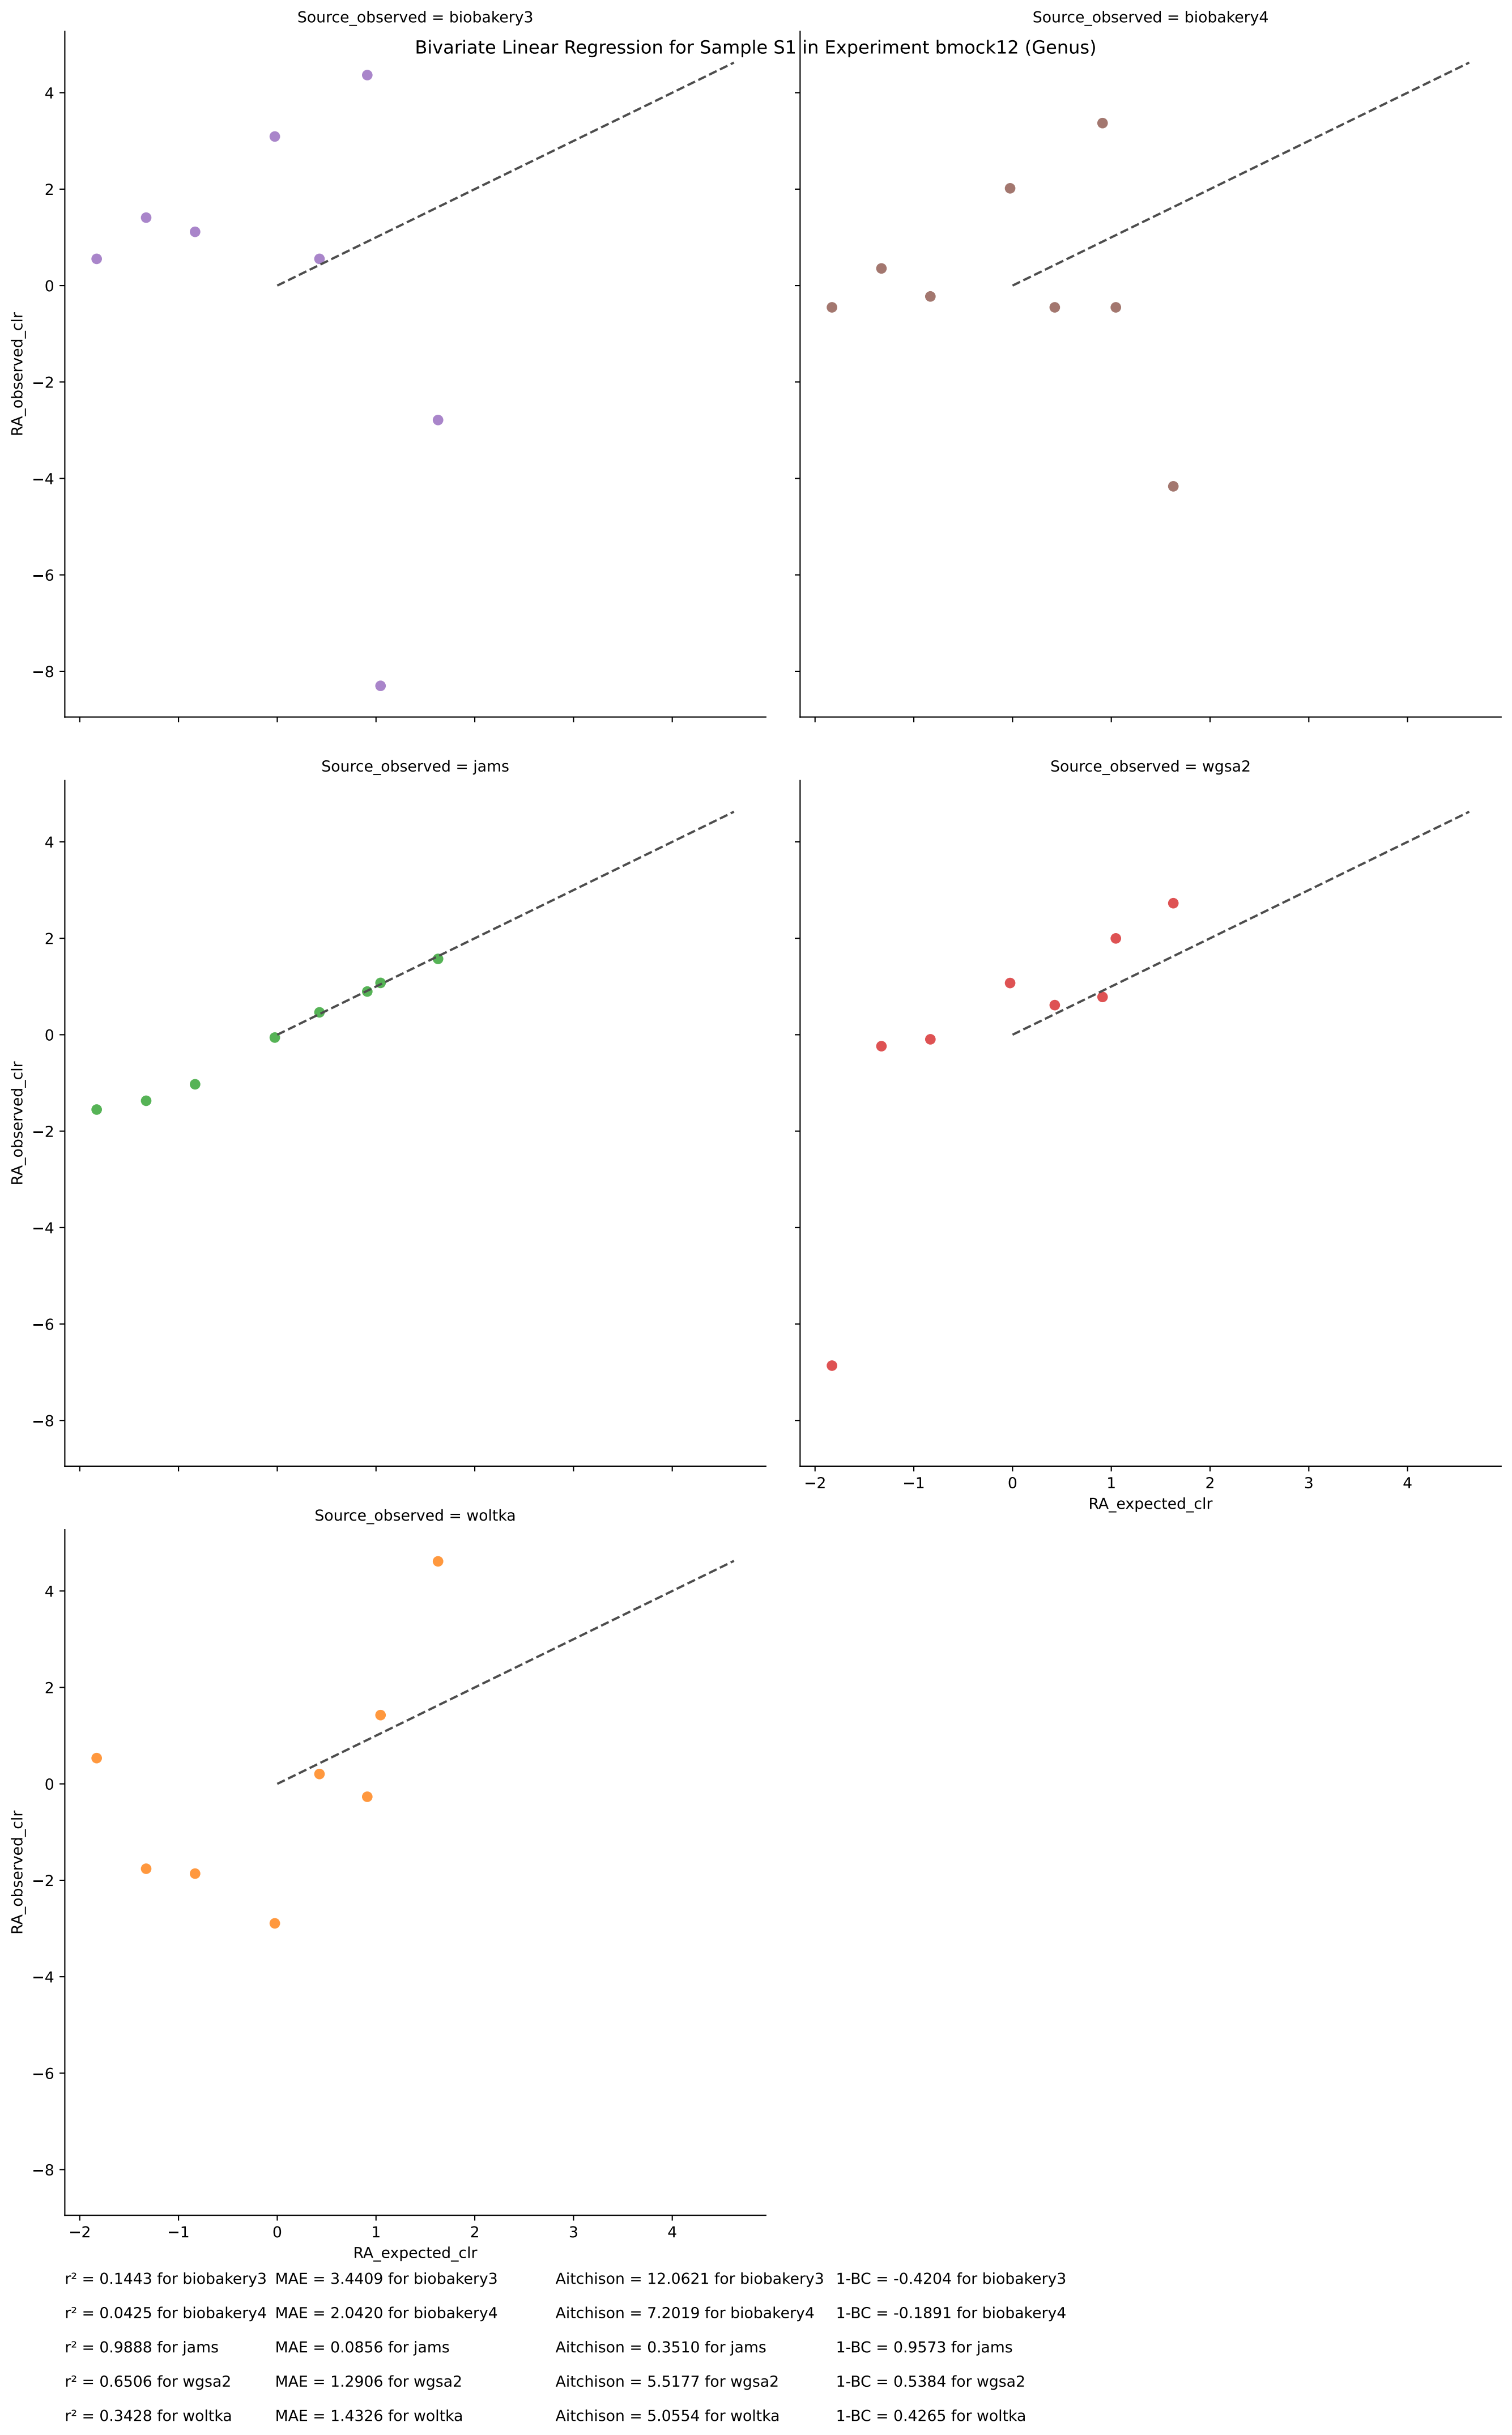 Source_observed = biobakery3
Source_observed = biobakery4
Bivariate Linear Regression for Sample S1 in Experiment bmock12 (Genus)
4
2
0
−2
−4
−6
−8
RA_observed_clr
Source_observed = jams
Source_observed = wgsa2
4
2
0
−2
−4
−6
−8
RA_observed_clr
−2 −1 0 1 2 3 4
RA_expected_clr
Source_observed = woltka
4
2
0
−2
−4
−6
−8
RA_observed_clr
−2 −1 0 1 2 3 4
RA_expected_clr
r² = 0.1443 for biobakery3 MAE = 3.4409 for biobakery3 Aitchison = 12.0621 for biobakery3 1-BC = -0.4204 for biobakery3
r² = 0.0425 for biobakery4 MAE = 2.0420 for biobakery4 Aitchison = 7.2019 for biobakery4 1-BC = -0.1891 for biobakery4
r² = 0.9888 for jams MAE = 0.0856 for jams Aitchison = 0.3510 for jams 1-BC = 0.9573 for jams
r² = 0.6506 for wgsa2 MAE = 1.2906 for wgsa2 Aitchison = 5.5177 for wgsa2 1-BC = 0.5384 for wgsa2
r² = 0.3428 for woltka MAE = 1.4326 for woltka Aitchison = 5.0554 for woltka 1-BC = 0.4265 for woltka